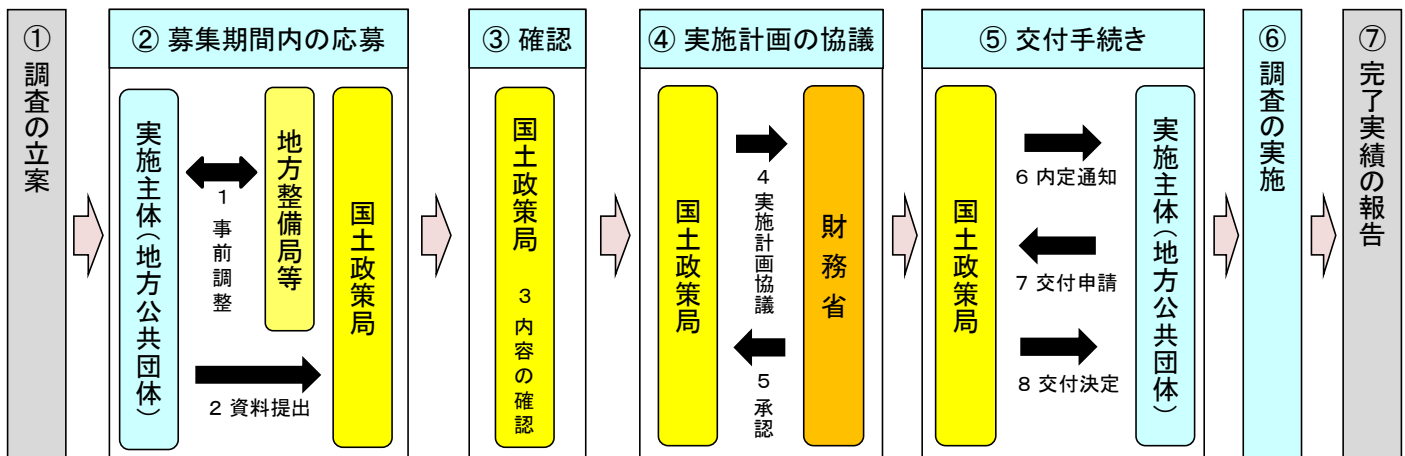 ① 調査の立案
② 募集期間内の応募
実施主体(地方公共団体)
1 事前調整
地方整備局等
国土政策局
2 資料提出
③ 確認
国土政策局 3 内容の確認
④ 実施計画の協議
国土政策局
4 実施計画協議
5 承認
財務省
⑤ 交付手続き
国土政策局
6 内定通知
7 交付申請
8 交付決定
実施主体(地方公共団体)
⑥ 調査の実施
⑦ 完了実績の報告